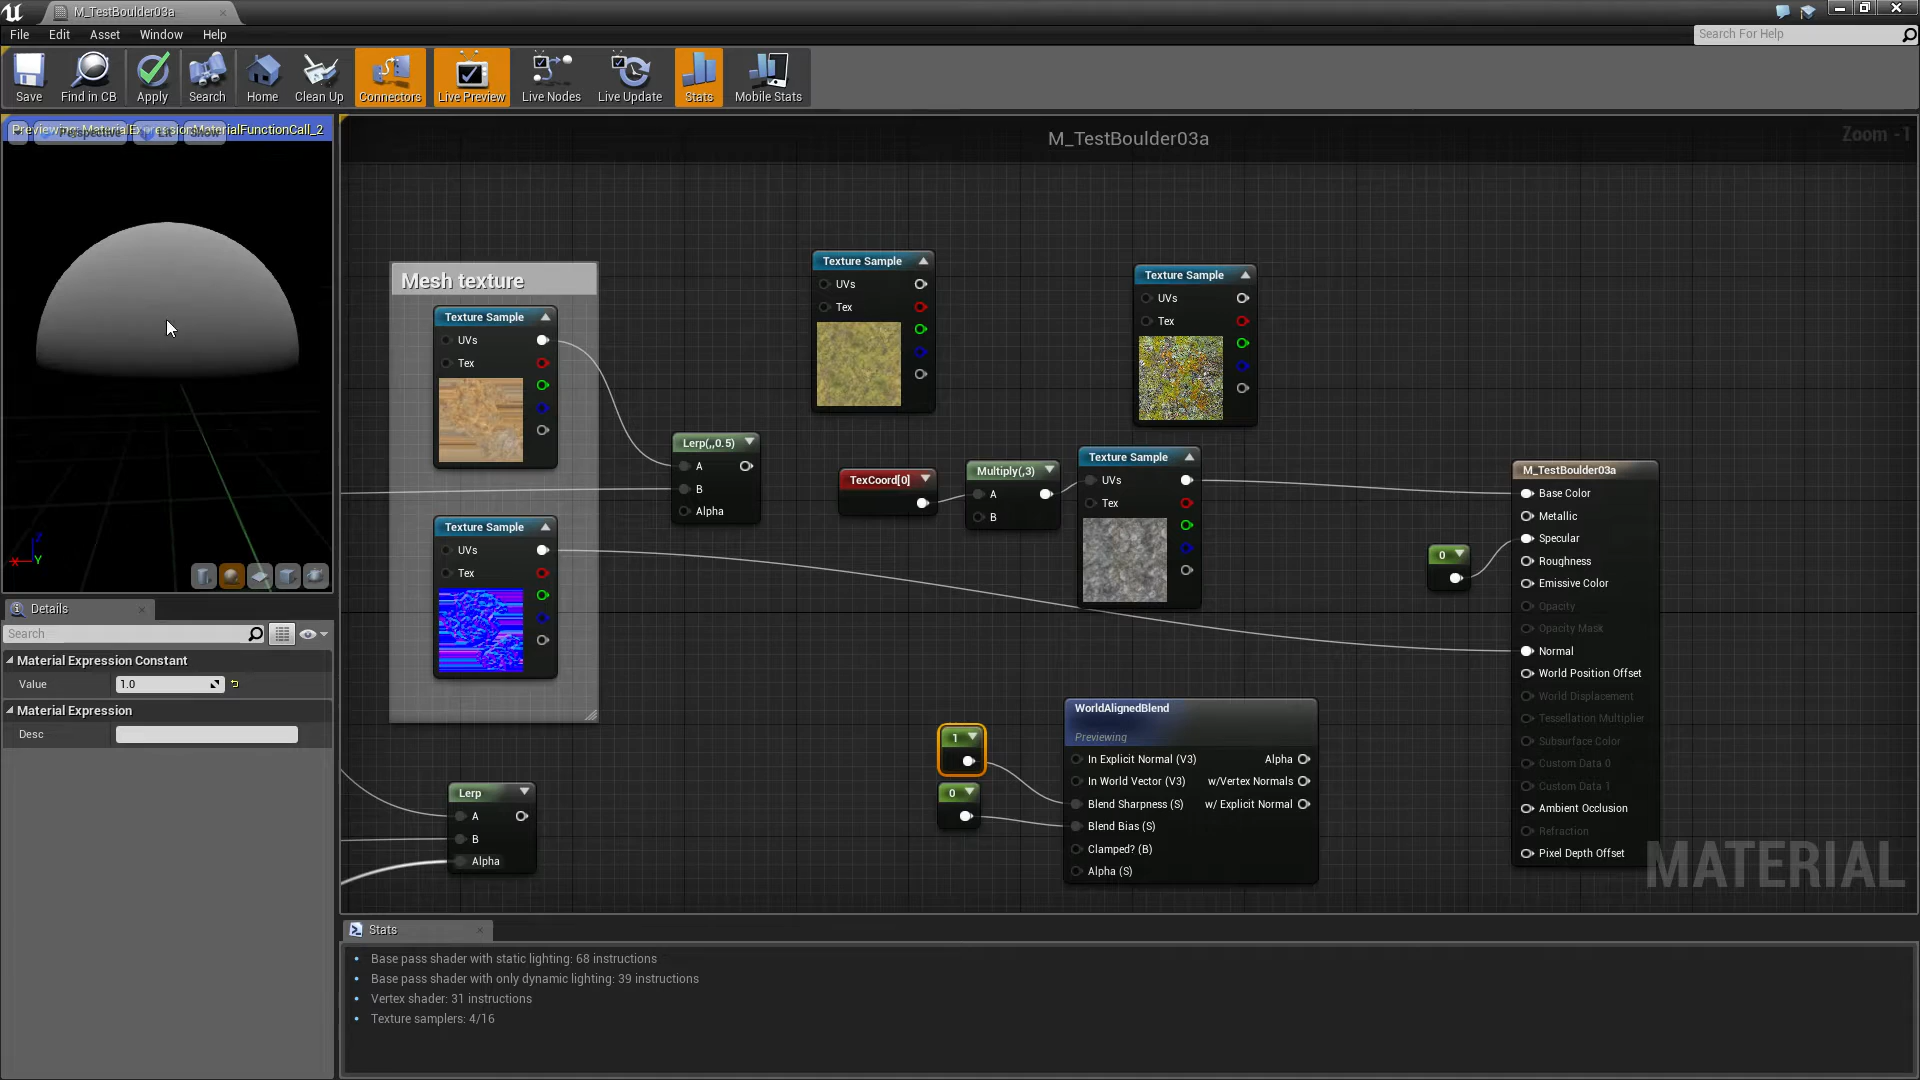 M_TestBoulder03a
File Edit Asset Window Help
Search For Help
Save Find in CB Apply Search Home Clean Up Connectors Live Preview Live Nodes Live Update Stats Mobile Stats
Previewing: MaterialExpressionMaterialFunctionCall_2
Perspective Lit Show
M_TestBoulder03a
Zoom -1
Mesh texture
Texture Sample
UVs
Tex
Texture Sample
UVs
Tex
Lerp(,,0.5)
A
B
Alpha
Texture Sample
UVs
Tex
TexCoord[0]
Multiply(,3)
A
B
Texture Sample
UVs
Tex
Texture Sample
UVs
Tex
0
M_TestBoulder03a
Base Color
Metallic
Specular
Roughness
Emissive Color
Opacity
Opacity Mask
Normal
World Position Offset
World Displacement
Tessellation Multiplier
Subsurface Color
Custom Data 0
Custom Data 1
Ambient Occlusion
Refraction
Pixel Depth Offset
1
0
WorldAlignedBlend
Previewing
In Explicit Normal (V3) Alpha
In World Vector (V3) w/Vertex Normals
Blend Sharpness (S) w/ Explicit Normal
Blend Bias (S)
Clamped? (B)
Alpha (S)
Lerp
A
B
Alpha
MATERIAL
Z
X
Y
Details
Search
Material Expression Constant
Value 1.0
Material Expression
Desc
Stats
Base pass shader with static lighting: 68 instructions
Base pass shader with only dynamic lighting: 39 instructions
Vertex shader: 31 instructions
Texture samplers: 4/16